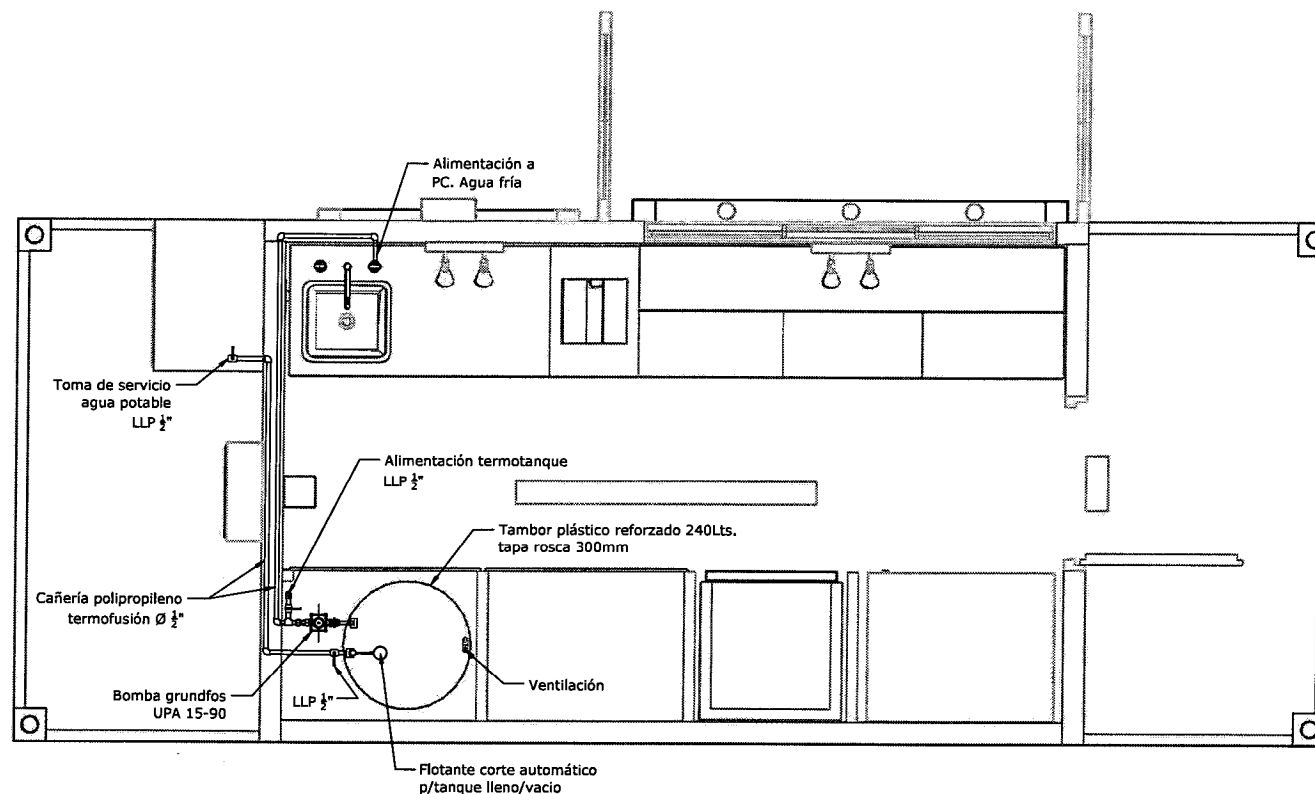 Alimentación a
PC. Agua fría
Toma de servicio
agua potable
LLP ½"
Alimentación termotanque
LLP ½"
Tambor plástico reforzado 240Lts.
tapa rosca 300mm
Cañería polipropileno
termofusión Ø ½"
Bomba grundfos
UPA 15-90
LLP ½"
Ventilación
Flotante corte automático
p/tanque lleno/vacio